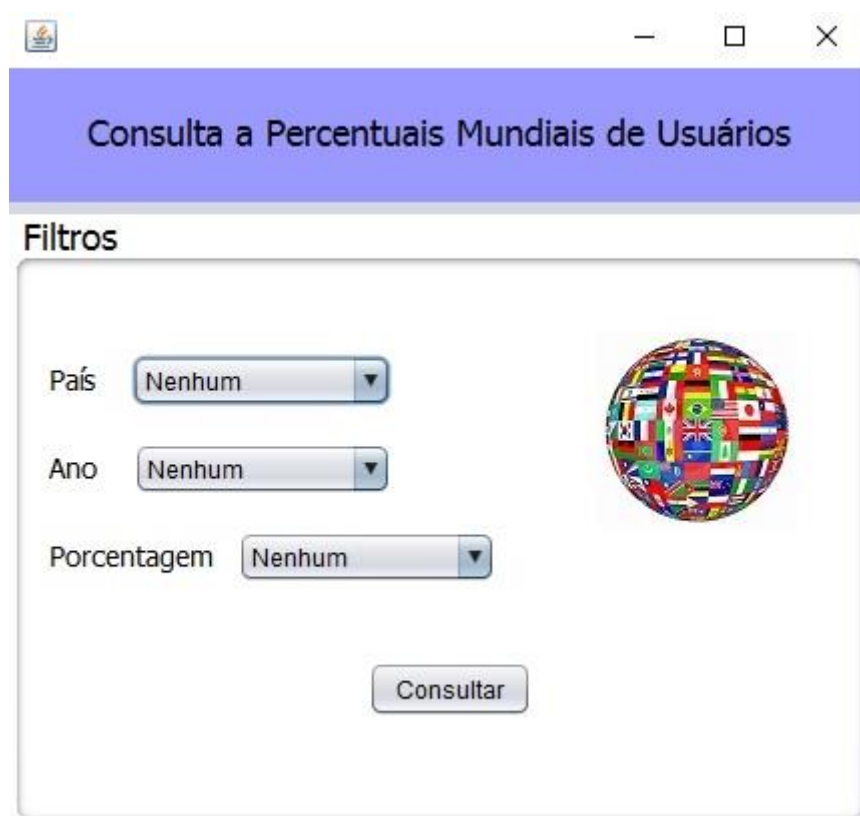 Consulta a Percentuais Mundiais de Usuários
Filtros
País Nenhum
Ano Nenhum
Porcentagem Nenhum
Consultar